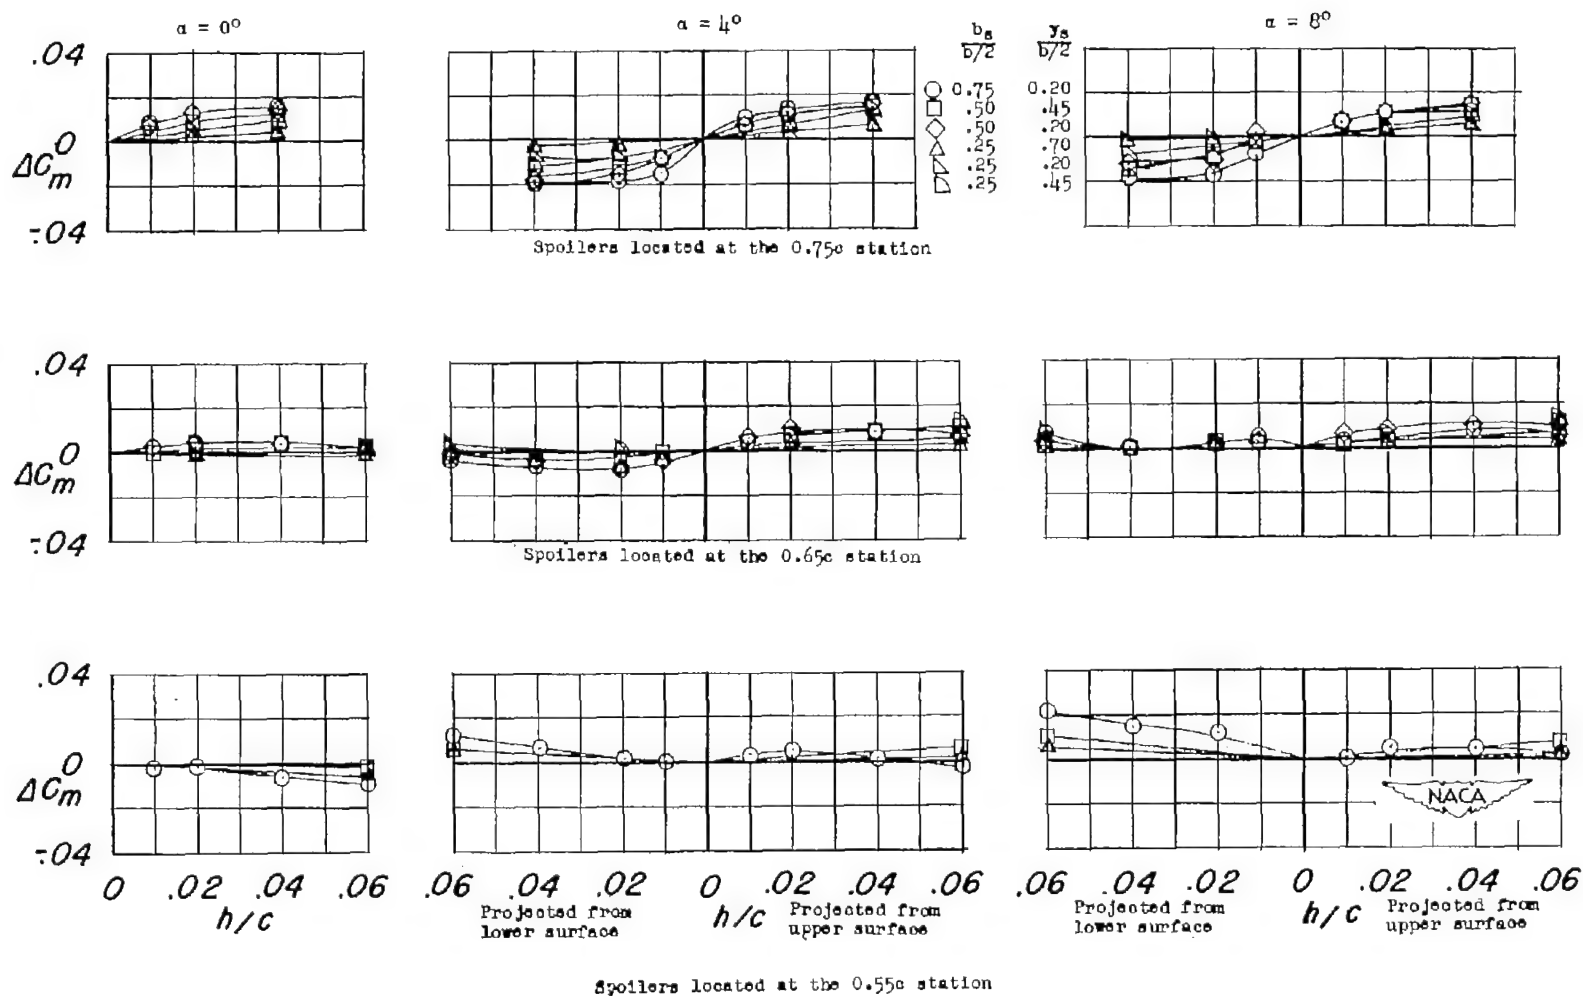 α = 0° α = 4° α = 8°
b_s/b/2 y_s/b/2
0.75 0.20
.50 .45
.50 .20
.25 .70
.25 .20
.25 .45
.04
0
-.04
ΔC_m
Spoilers located at the 0.75c station
.04
0
-.04
ΔC_m
Spoilers located at the 0.65c station
.04
0
-.04
ΔC_m
NACA
0 .02 .04 .06 .06 .04 .02 0 .02 .04 .06 .06 .04 .02 0 .02 .04 .06
h/c Projected from lower surface h/c Projected from upper surface Projected from lower surface h/c Projected from upper surface
Spoilers located at the 0.55c station